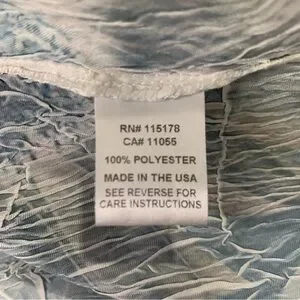 RN# 115178
CA# 11055
100% POLYESTER
MADE IN THE USA
SEE REVERSE FOR
CARE INSTRUCTIONS